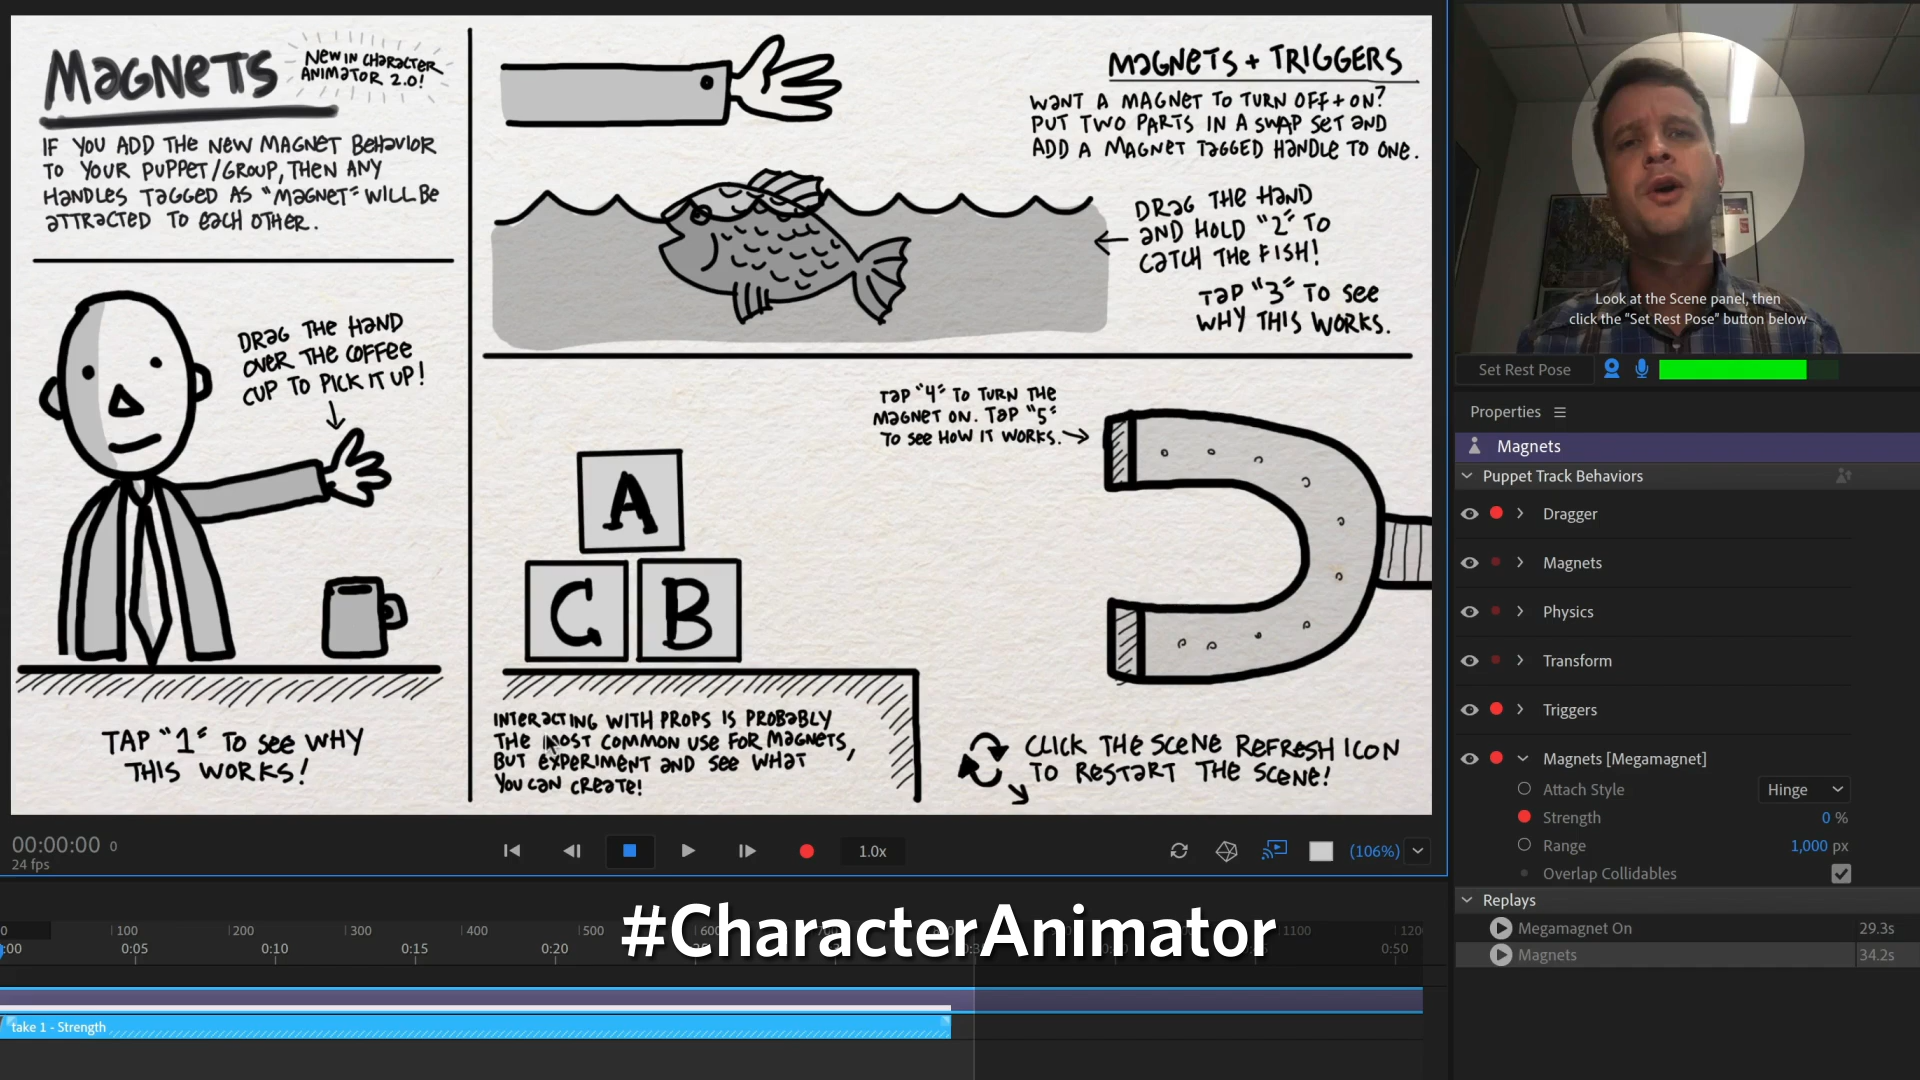 MAGNETS
NEW IN CHARACTER
ANIMATOR 2.0!
IF YOU ADD THE NEW MAGNET BEHAVIOR
TO YOUR PUPPET/GROUP, THEN ANY
HANDLES TAGGED AS "MAGNET" WILL BE
ATTRACTED TO EACH OTHER.
DRAG THE HAND
OVER THE COFFEE
CUP TO PICK IT UP!
TAP "1" TO SEE WHY
THIS WORKS!
MAGNETS + TRIGGERS
WANT A MAGNET TO TURN OFF + ON?
PUT TWO PARTS IN A SWAP SET AND
ADD A MAGNET TAGGED HANDLE TO ONE.
DRAG THE HAND
AND HOLD "2" TO
CATCH THE FISH!
TAP "3" TO SEE
WHY THIS WORKS.
TAP "4" TO TURN THE
MAGNET ON. TAP "5"
TO SEE HOW IT WORKS.
A
C B
INTERACTING WITH PROPS IS PROBABLY
THE MOST COMMON USE FOR MAGNETS,
BUT EXPERIMENT AND SEE WHAT
YOU CAN CREATE!
CLICK THE SCENE REFRESH ICON
TO RESTART THE SCENE!
Look at the Scene panel, then
click the "Set Rest Pose" button below
Set Rest Pose
Properties
Magnets
Puppet Track Behaviors
Dragger
Magnets
Physics
Transform
Triggers
Magnets [Megamagnet]
Attach Style Hinge
Strength 0 %
Range 1,000 px
Overlap Collidables
Replays
Megamagnet On 29.3s
Magnets 34.2s
00:00:00 0
24 fps
1.0x
(106%)
#CharacterAnimator
0 100 200 300 400 500 1100
:00 0:05 0:10 0:15 0:20 0:50
take 1 - Strength